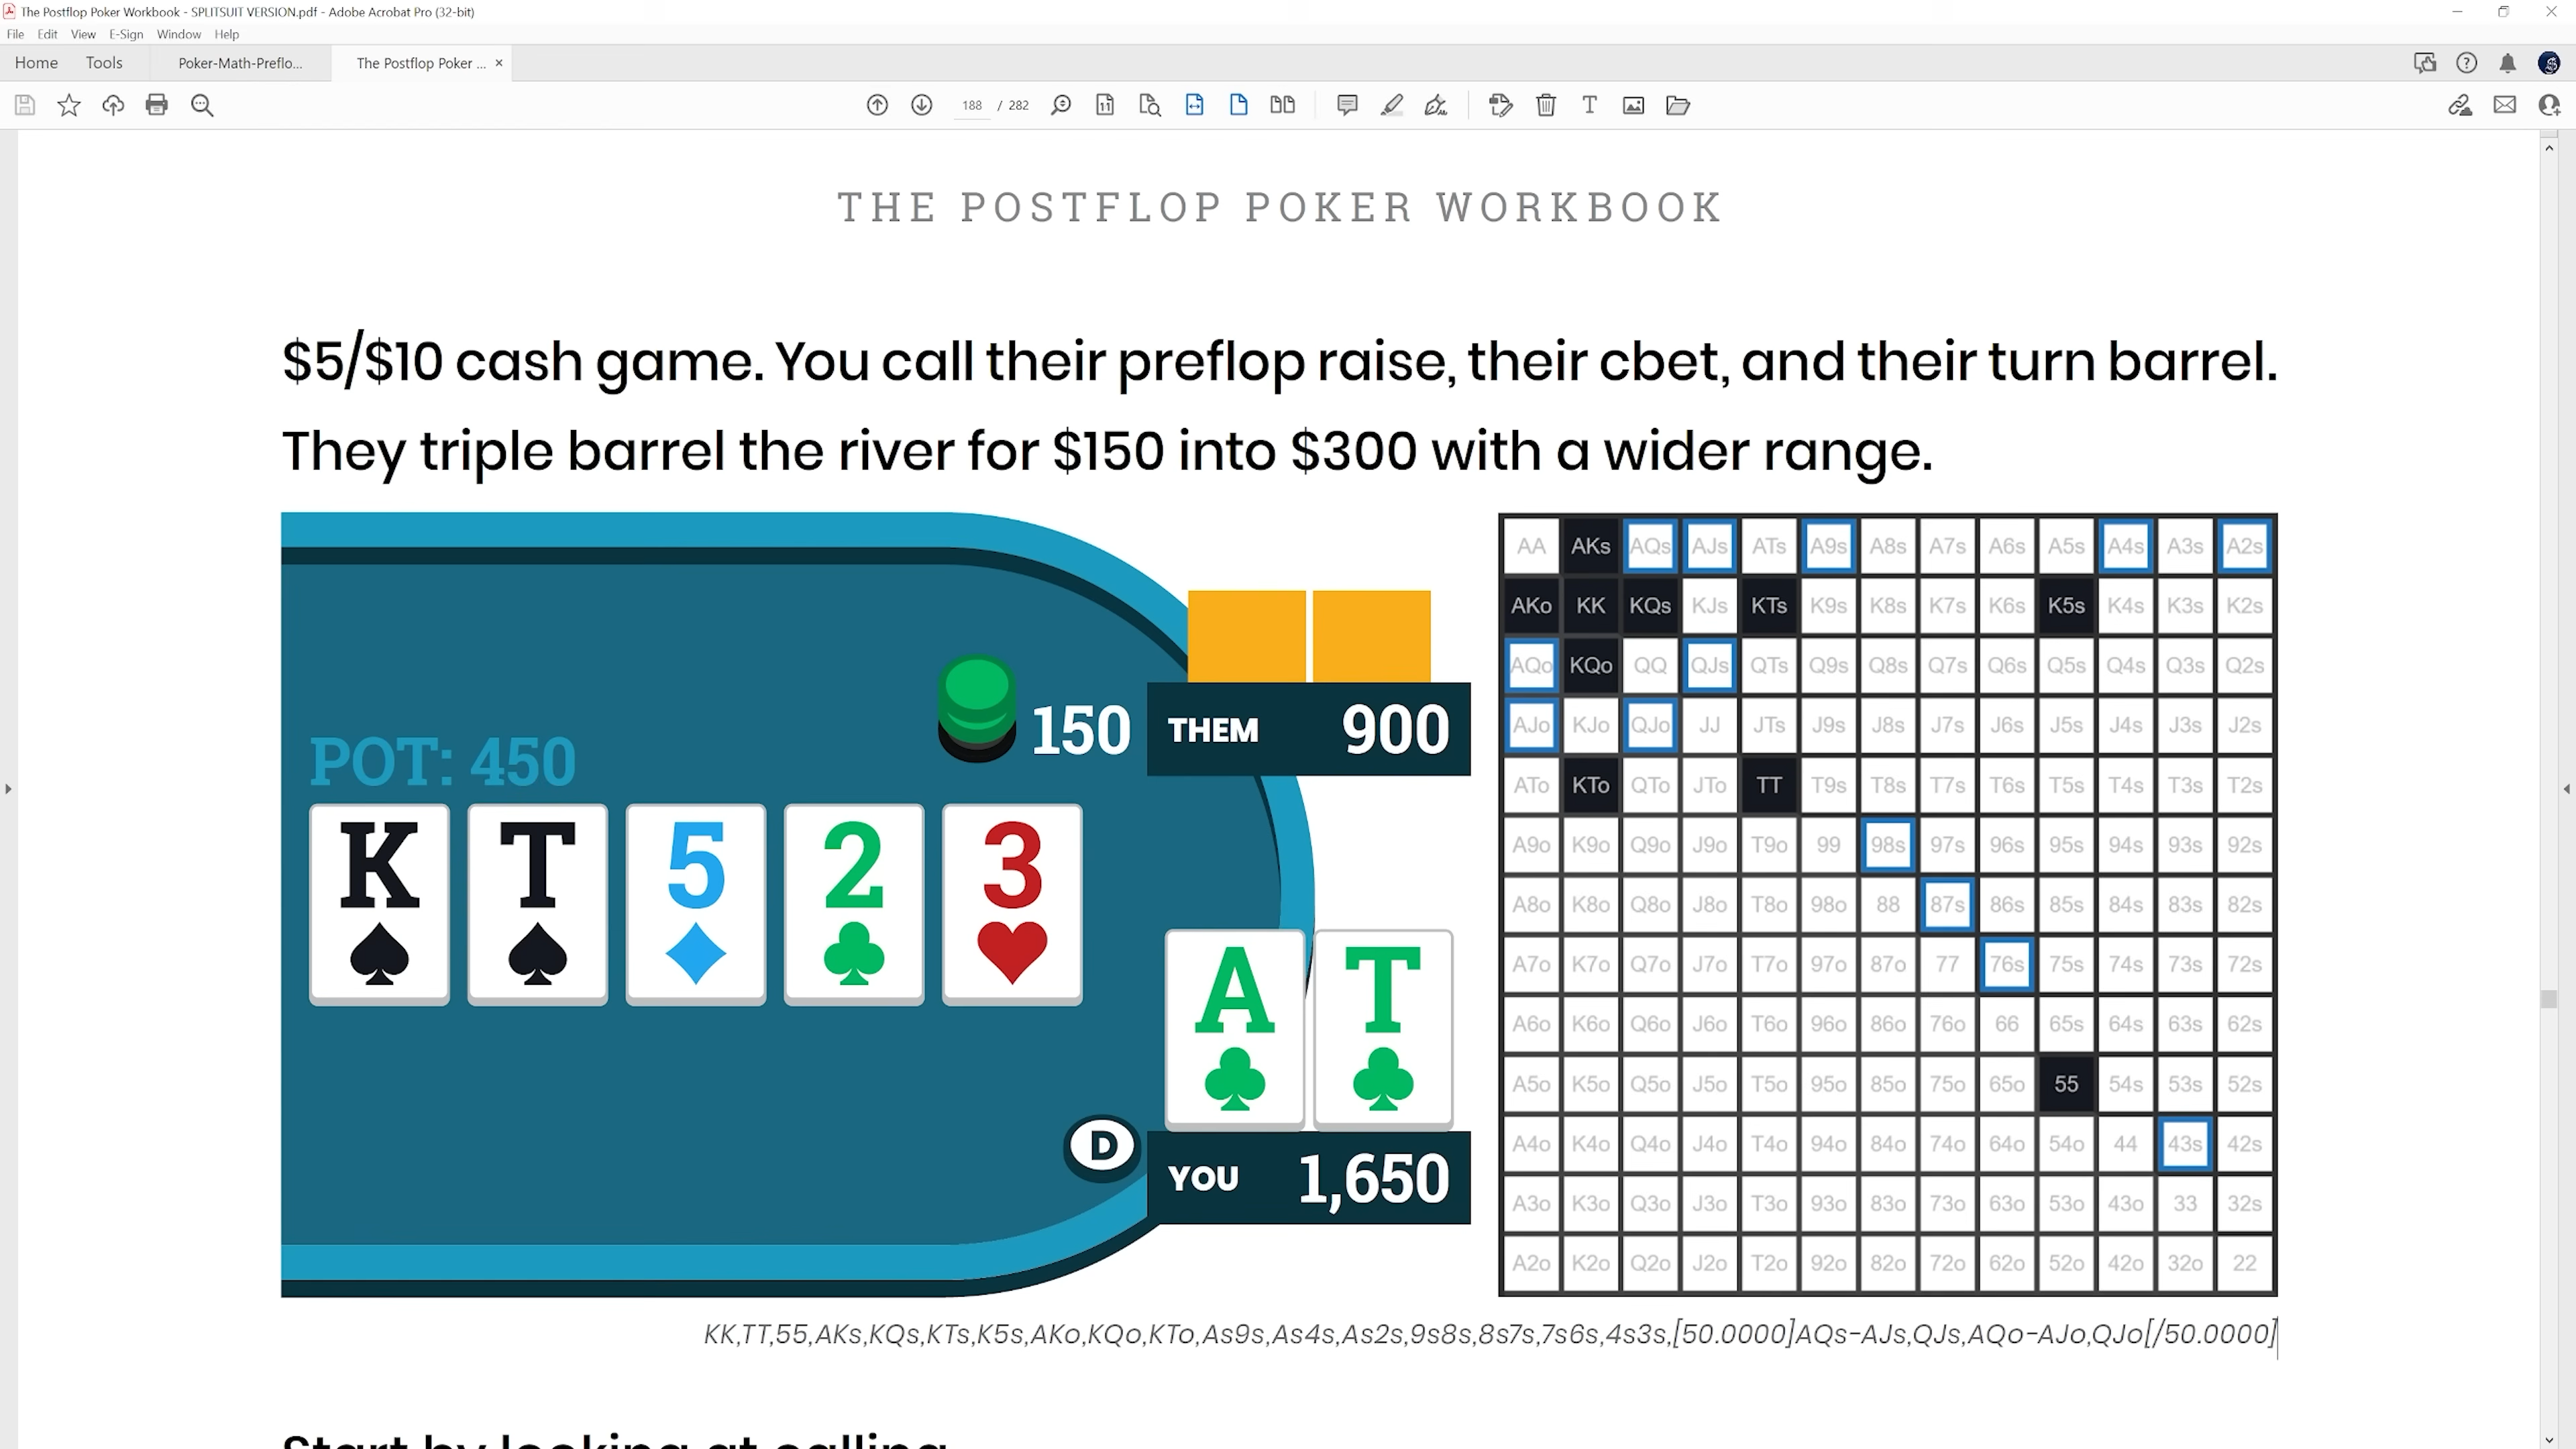 The Postflop Poker Workbook - SPLITSUIT VERSION.pdf - Adobe Acrobat Pro (32-bit)
File Edit View E-Sign Window Help
Home Tools Poker-Math-Preflo... The Postflop Poker ... ×
188 / 282
THE POSTFLOP POKER WORKBOOK
$5/$10 cash game. You call their preflop raise, their cbet, and their turn barrel.
They triple barrel the river for $150 into $300 with a wider range.
150 THEM 900
POT: 450
K T 5 2 3
A T
D
YOU 1,650
AA AKs AQs AJs ATs A9s A8s A7s A6s A5s A4s A3s A2s
AKo KK KQs KJs KTs K9s K8s K7s K6s K5s K4s K3s K2s
AQo KQo QQ QJs QTs Q9s Q8s Q7s Q6s Q5s Q4s Q3s Q2s
AJo KJo QJo JJ JTs J9s J8s J7s J6s J5s J4s J3s J2s
ATo KTo QTo JTo TT T9s T8s T7s T6s T5s T4s T3s T2s
A9o K9o Q9o J9o T9o 99 98s 97s 96s 95s 94s 93s 92s
A8o K8o Q8o J8o T8o 98o 88 87s 86s 85s 84s 83s 82s
A7o K7o Q7o J7o T7o 97o 87o 77 76s 75s 74s 73s 72s
A6o K6o Q6o J6o T6o 96o 86o 76o 66 65s 64s 63s 62s
A5o K5o Q5o J5o T5o 95o 85o 75o 65o 55 54s 53s 52s
A4o K4o Q4o J4o T4o 94o 84o 74o 64o 54o 44 43s 42s
A3o K3o Q3o J3o T3o 93o 83o 73o 63o 53o 43o 33 32s
A2o K2o Q2o J2o T2o 92o 82o 72o 62o 52o 42o 32o 22
KK,TT,55,AKs,KQs,KTs,K5s,AKo,KQo,KTo,As9s,As4s,As2s,9s8s,8s7s,7s6s,4s3s,[50.0000]AQs-AJs,QJs,AQo-AJo,QJo[/50.0000]
Start by looking at calling